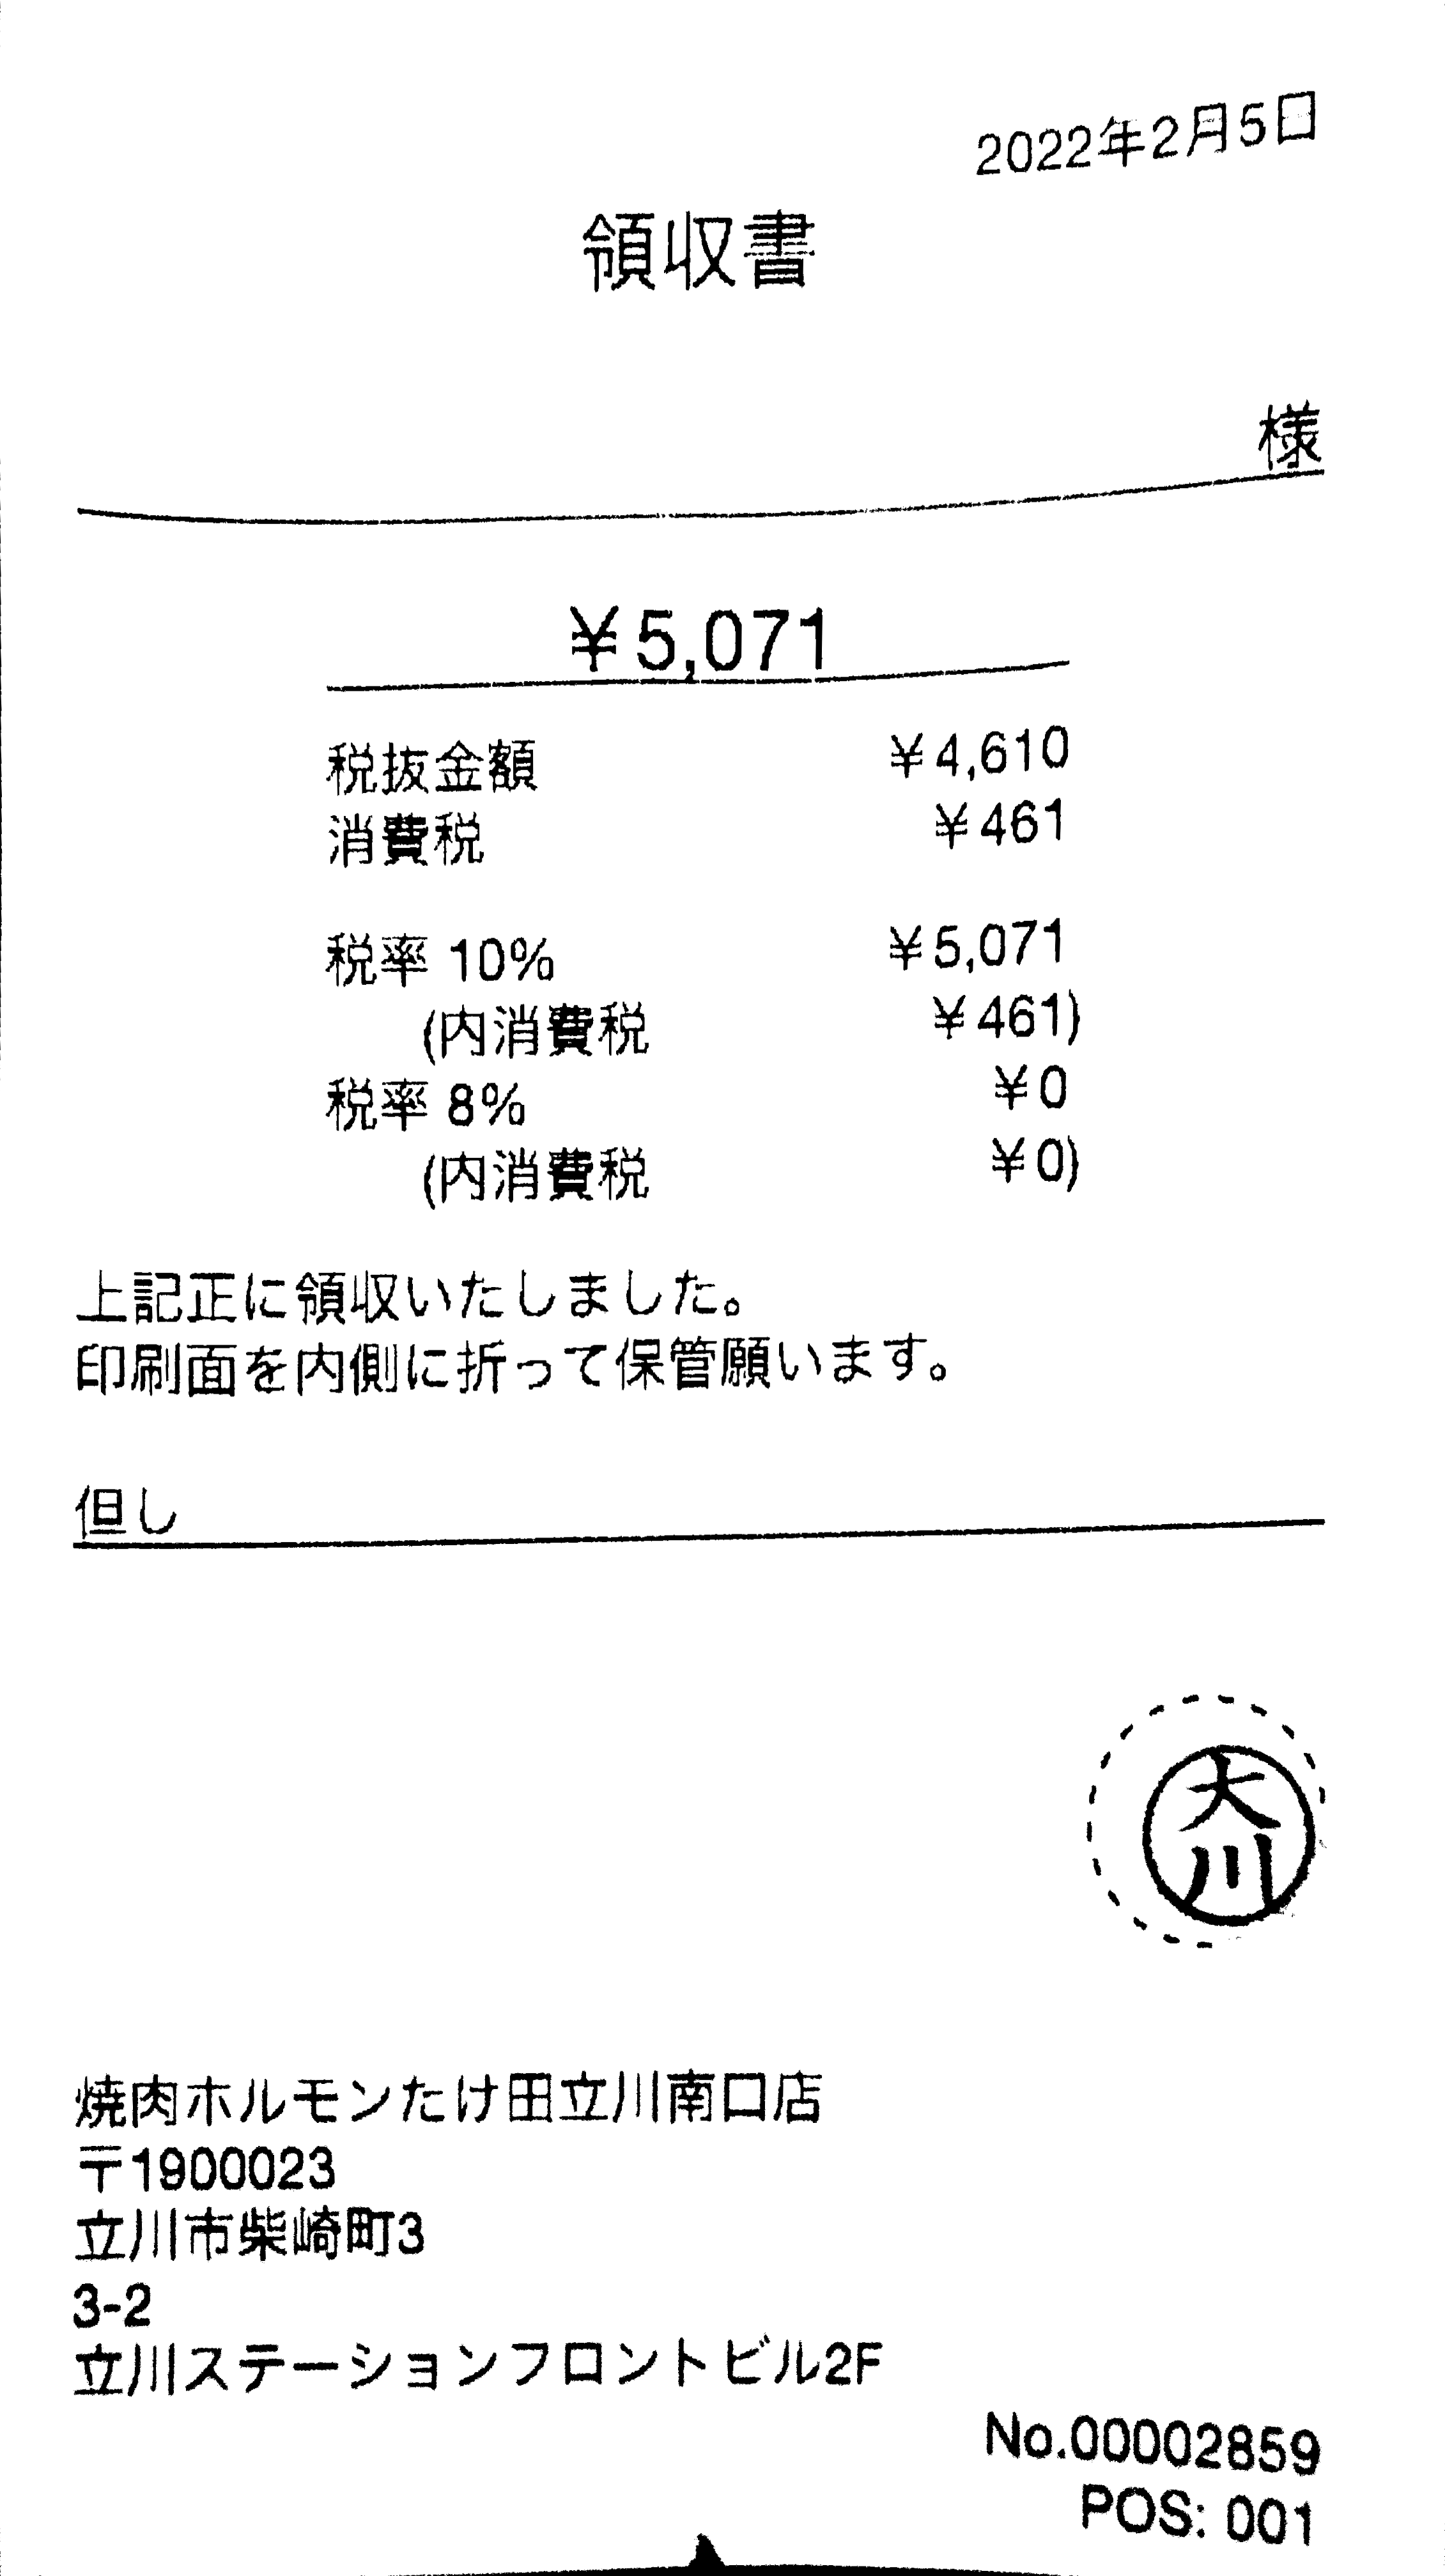 2022年2月5日
領収書
様
¥5,071
税抜金額 ¥4,610
消費税 ¥461
税率 10% ¥5,071
(内消費税 ¥461)
税率 8% ¥0
(内消費税 ¥0)
上記正に領収いたしました。
印刷面を内側に折って保管願います。
但し
大川
焼肉ホルモンたけ田立川南口店
〒1900023
立川市柴崎町3
3-2
立川ステーションフロントビル2F
No.00002859
POS: 001